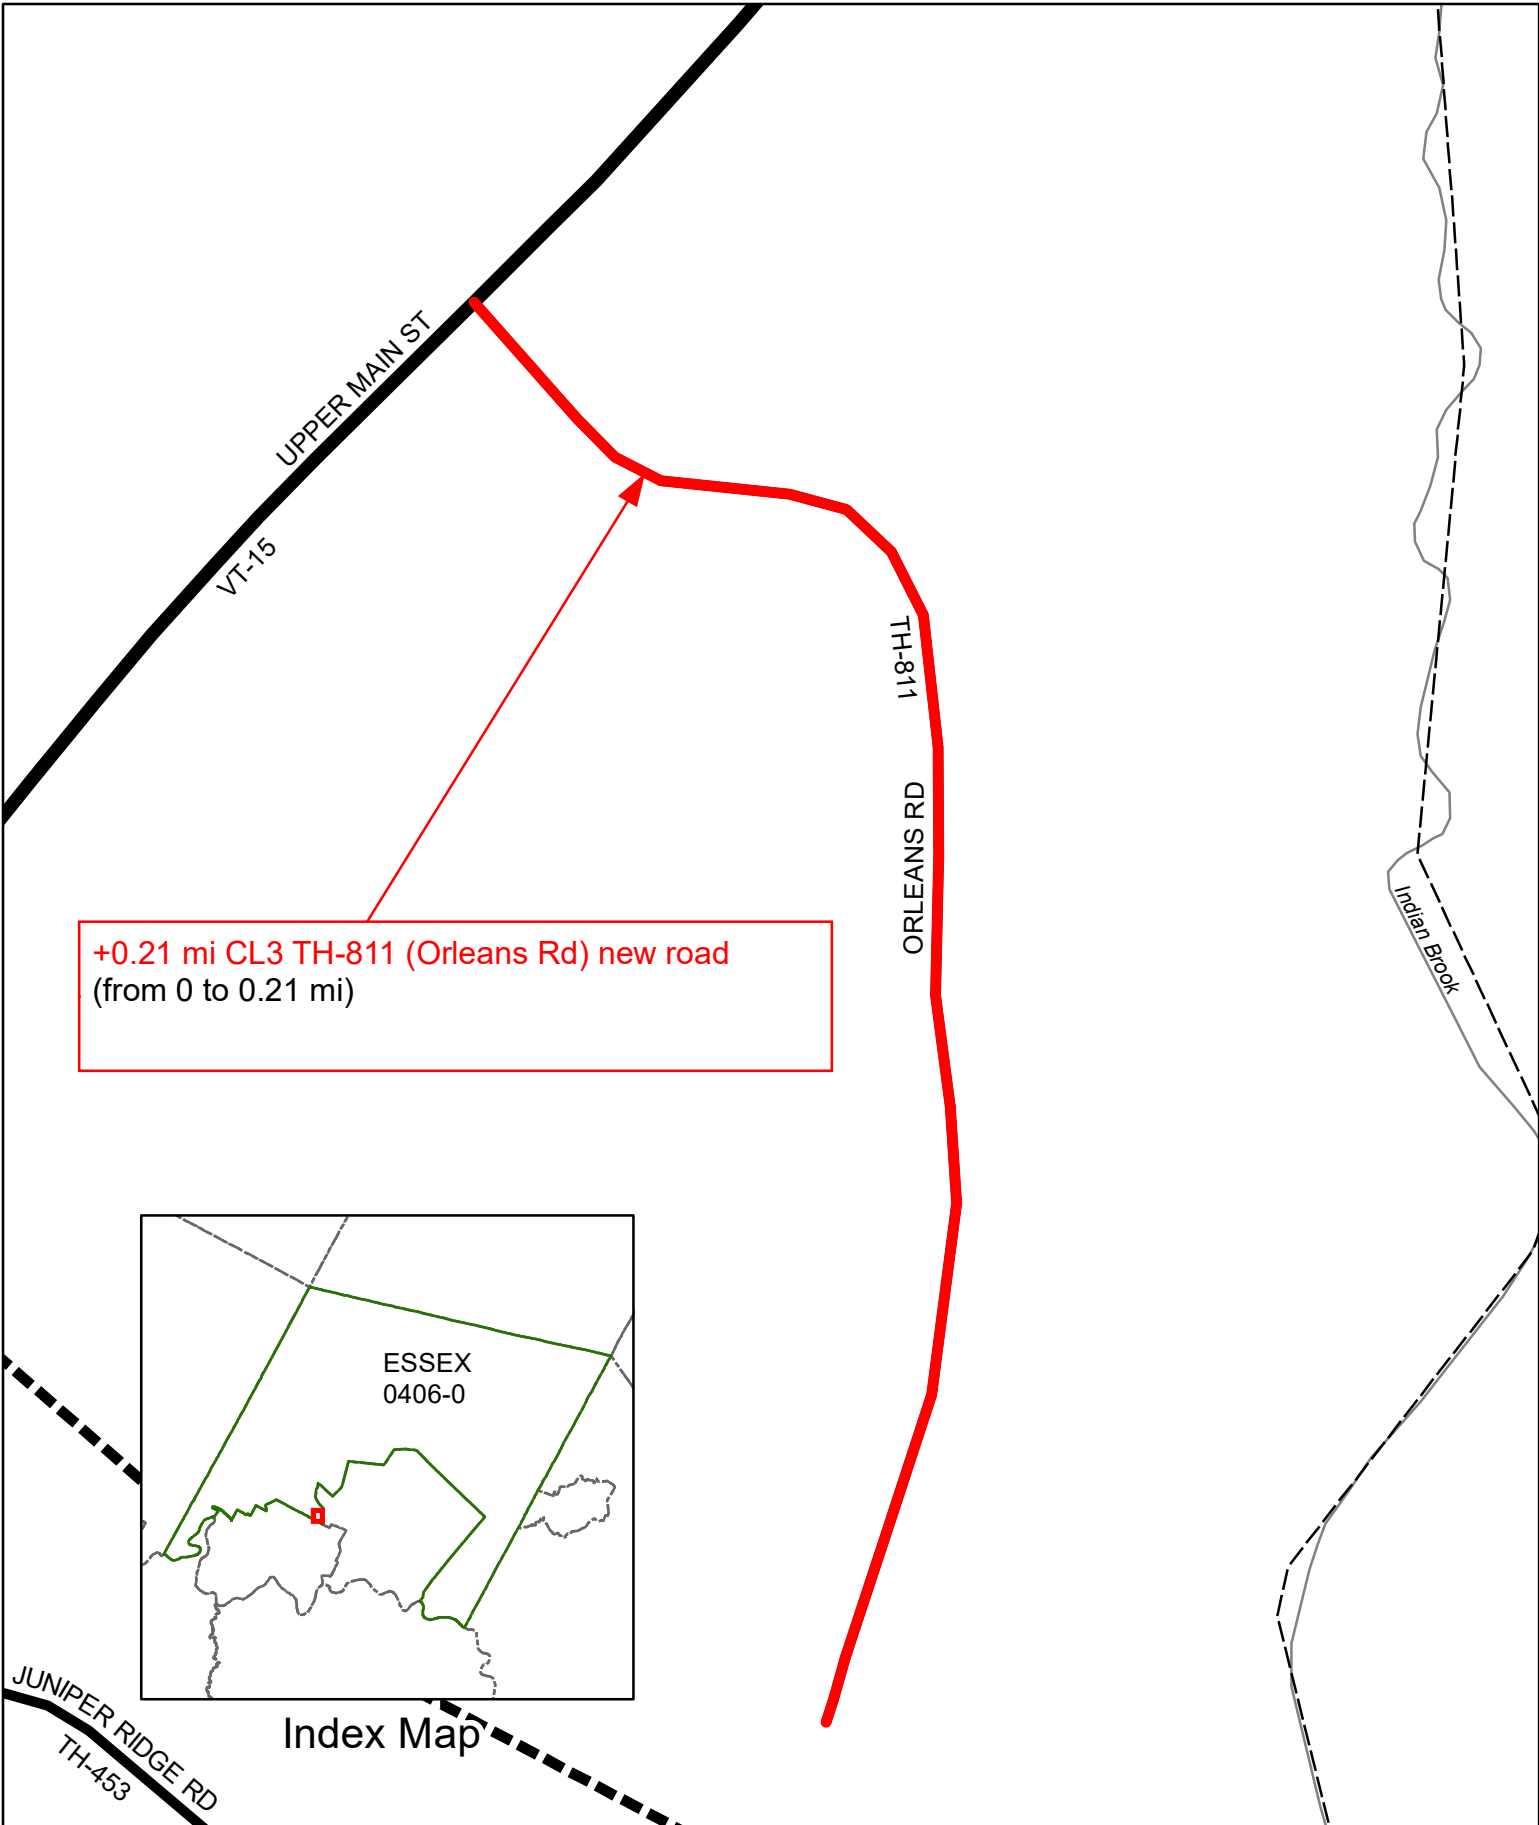 UPPER MAIN ST
VT-15
TH-811
ORLEANS RD
Indian Brook
+0.21 mi CL3 TH-811 (Orleans Rd) new road
(from 0 to 0.21 mi)
ESSEX
0406-0
Index Map
JUNIPER RIDGE RD
TH-453